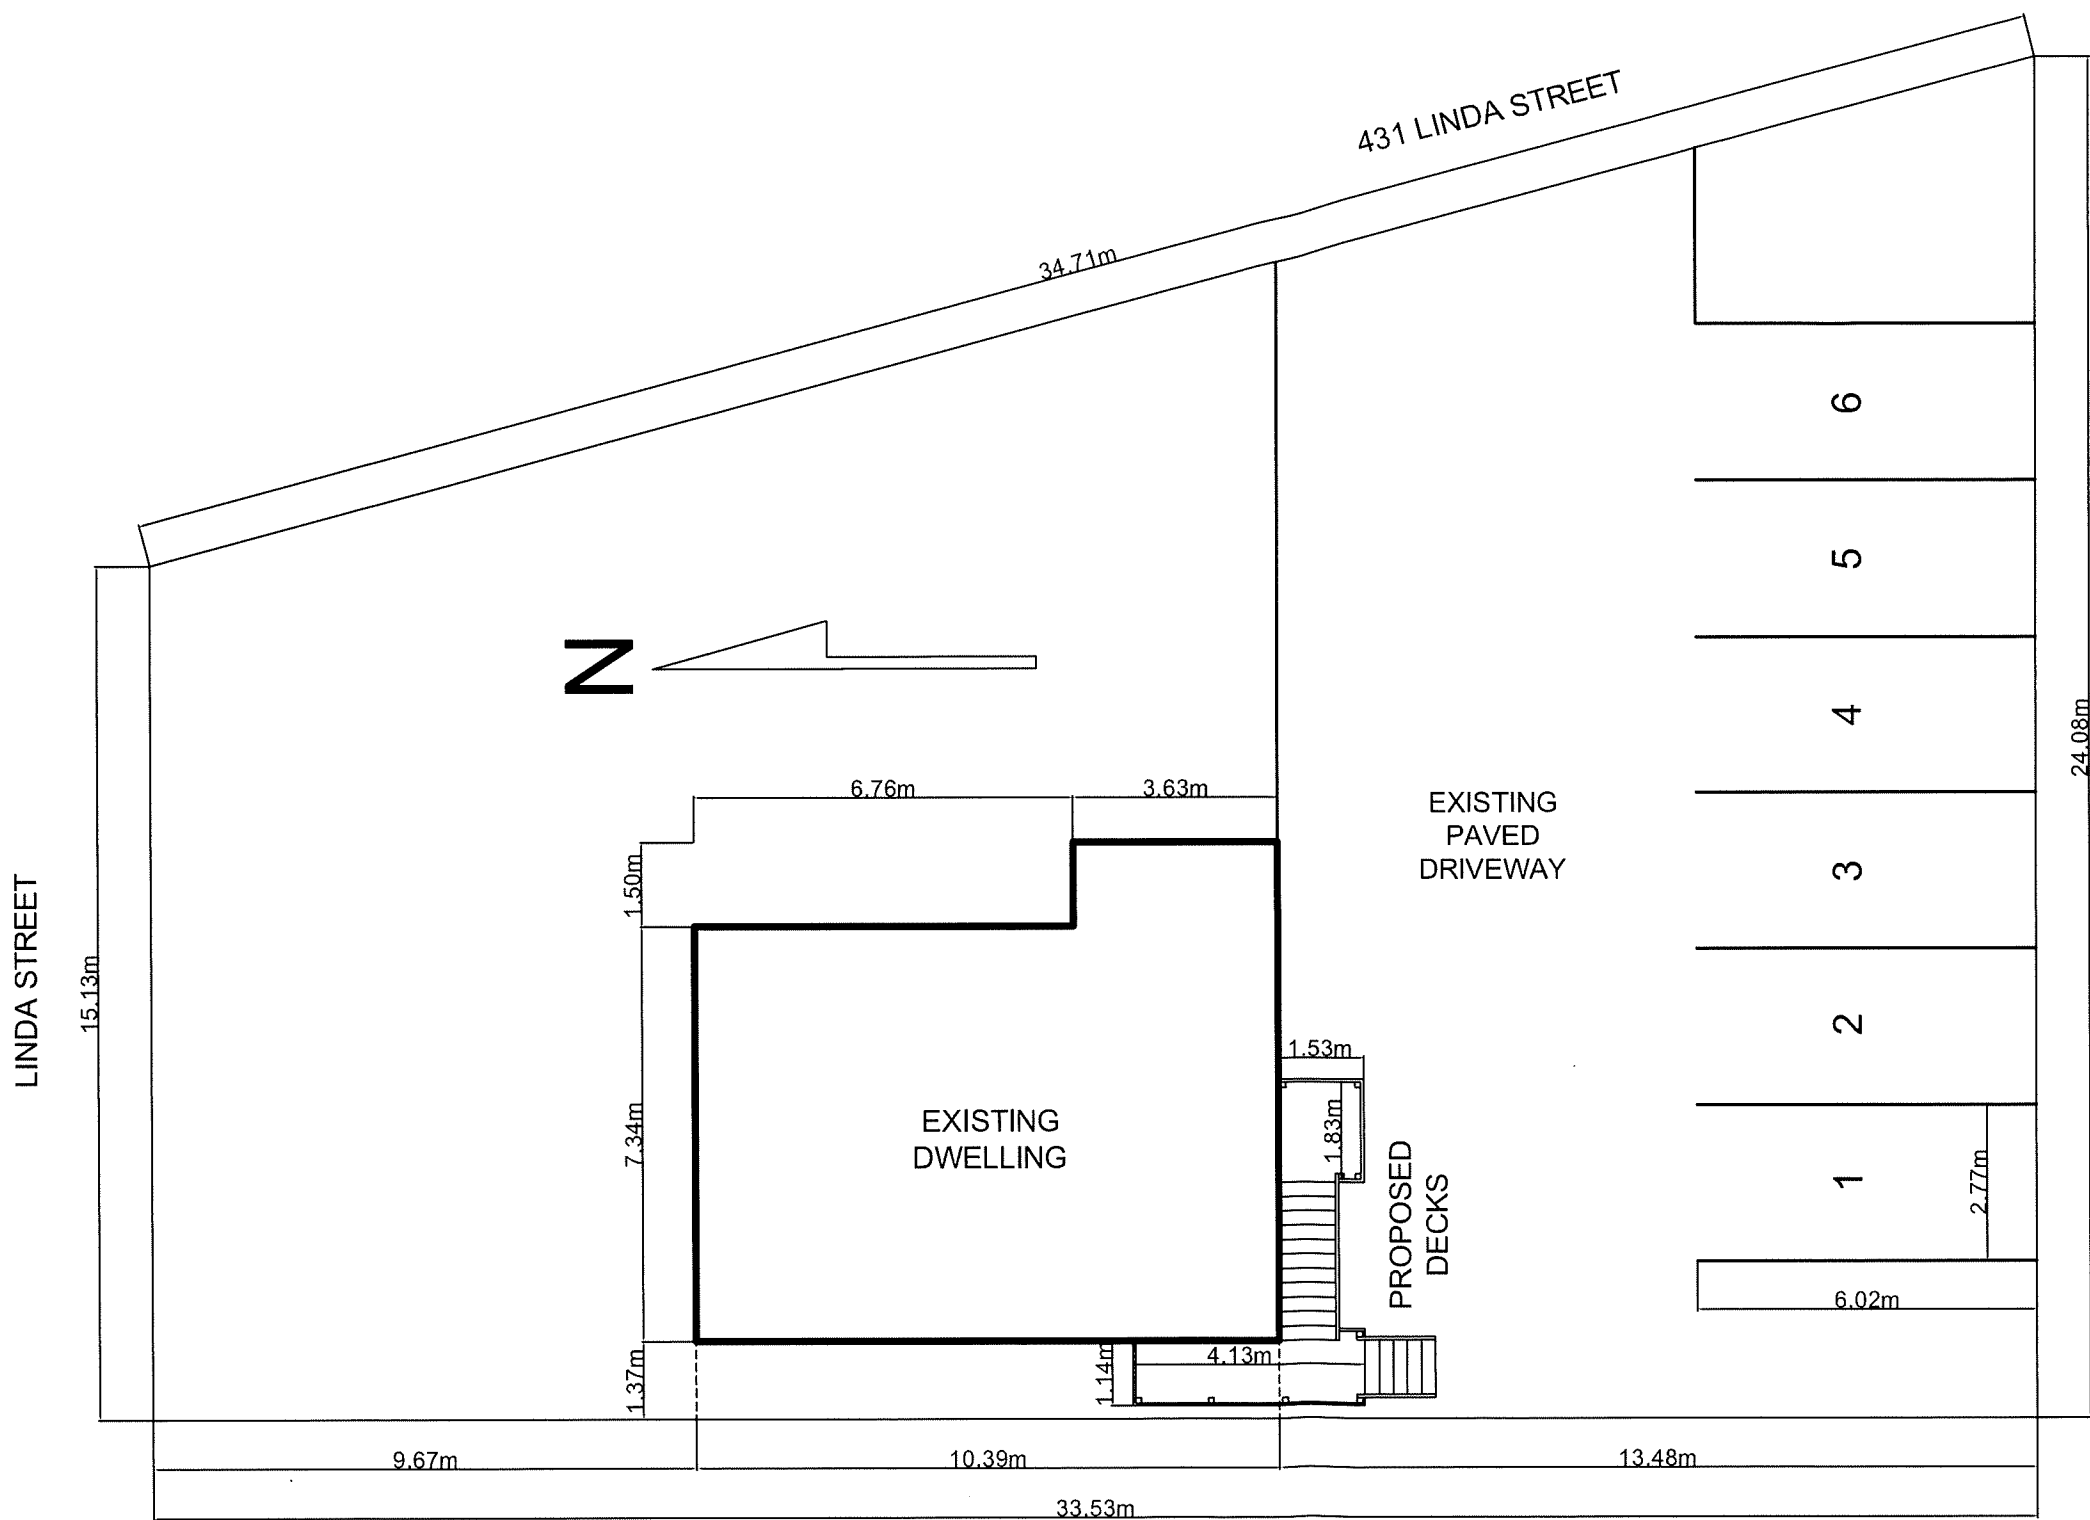 431 LINDA STREET
34.71m
6
5
N
4
24.08m
6.76m
3.63m
EXISTING
PAVED
DRIVEWAY
1.50m
3
LINDA STREET
15.13m
2
1.53m
EXISTING
DWELLING
7.34m
1.83m
PROPOSED
DECKS
1
2.77m
6.02m
4.13m
1.14m
1.37m
9.67m
10.39m
13.48m
33.53m